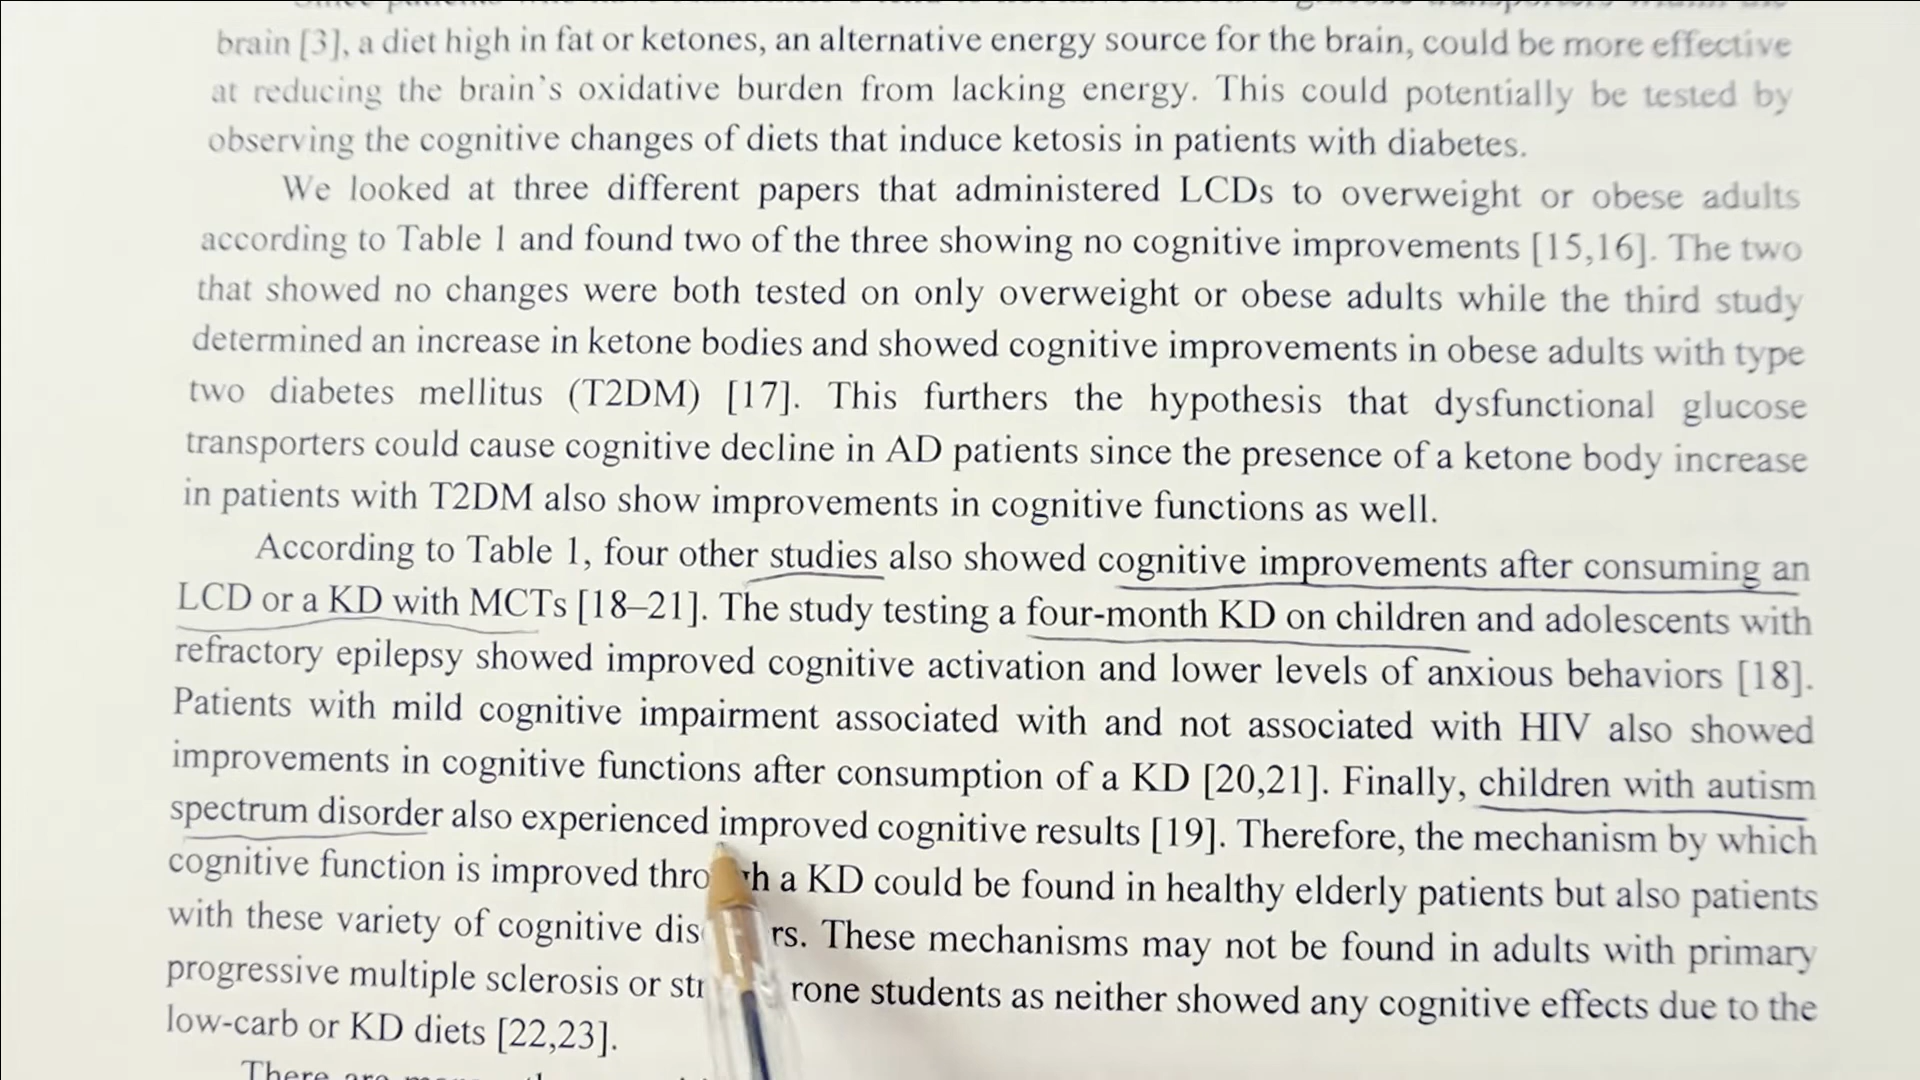 brain [3], a diet high in fat or ketones, an alternative energy source for the brain, could be more effective
at reducing the brain's oxidative burden from lacking energy. This could potentially be tested by
observing the cognitive changes of diets that induce ketosis in patients with diabetes.
We looked at three different papers that administered LCDs to overweight or obese adults
according to Table 1 and found two of the three showing no cognitive improvements [15,16]. The two
that showed no changes were both tested on only overweight or obese adults while the third study
determined an increase in ketone bodies and showed cognitive improvements in obese adults with type
two diabetes mellitus (T2DM) [17]. This furthers the hypothesis that dysfunctional glucose
transporters could cause cognitive decline in AD patients since the presence of a ketone body increase
in patients with T2DM also show improvements in cognitive functions as well.
According to Table 1, four other studies also showed cognitive improvements after consuming an
LCD or a KD with MCTs [18–21]. The study testing a four-month KD on children and adolescents with
refractory epilepsy showed improved cognitive activation and lower levels of anxious behaviors [18].
Patients with mild cognitive impairment associated with and not associated with HIV also showed
improvements in cognitive functions after consumption of a KD [20,21]. Finally, children with autism
spectrum disorder also experienced improved cognitive results [19]. Therefore, the mechanism by which
cognitive function is improved thro h a KD could be found in healthy elderly patients but also patients
with these variety of cognitive dis rs. These mechanisms may not be found in adults with primary
progressive multiple sclerosis or str rone students as neither showed any cognitive effects due to the
low-carb or KD diets [22,23].
There are